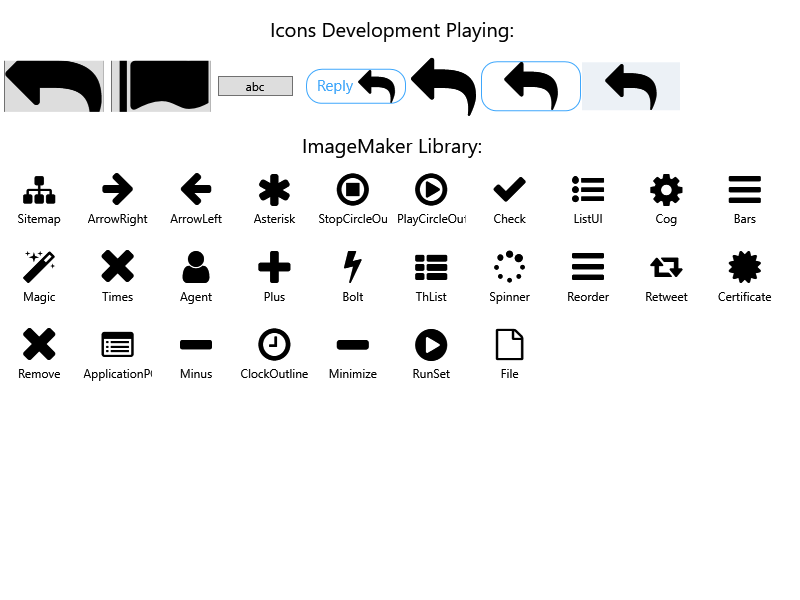 Icons Development Playing:
abc
Reply
ImageMaker Library:
Sitemap ArrowRight ArrowLeft Asterisk StopCircleOu PlayCircleOut Check ListUI Cog Bars
Magic Times Agent Plus Bolt ThList Spinner Reorder Retweet Certificate
Remove ApplicationP Minus ClockOutline Minimize RunSet File